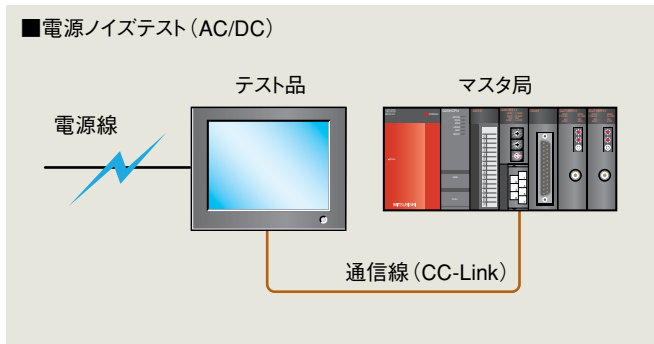 ■電源ノイズテスト（AC/DC）
テスト品
マスタ局
電源線
MITSUBISHI
通信線（CC-Link）